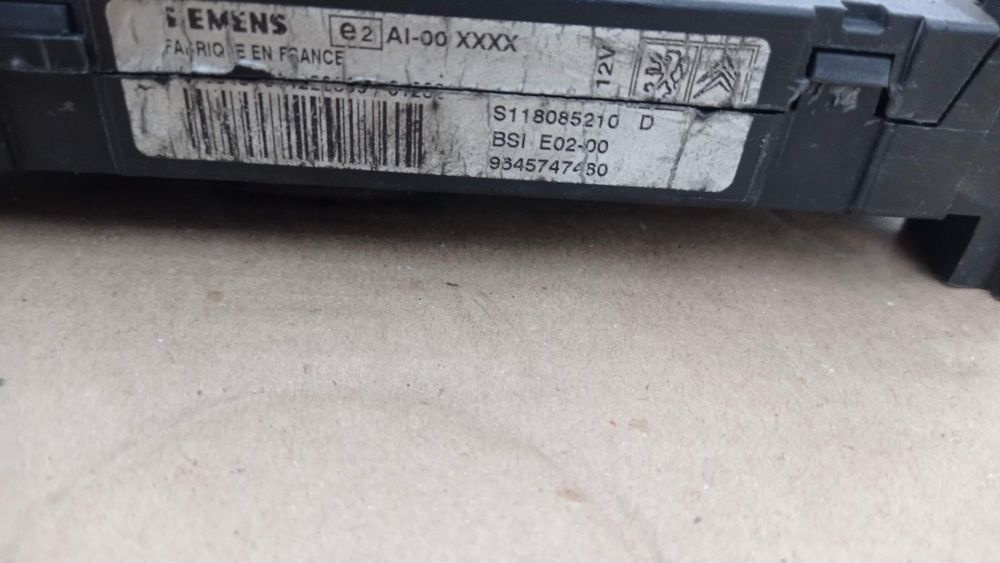 SIEMENS
e2 AI-00 XXXX
FABRIQUE EN FRANCE
12V
S118085210 D
BSI E02-00
9645747480